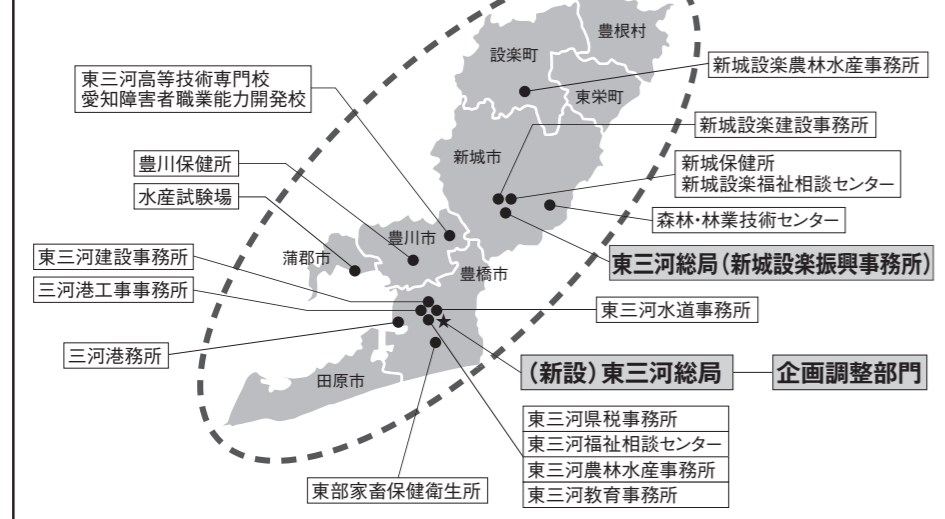 豊根村
設楽町
新城設楽農林水産事務所
東三河高等技術専門校
愛知障害者職業能力開発校
東栄町
新城設楽建設事務所
新城市
豊川保健所
新城保健所
新城設楽福祉相談センター
水産試験場
森林・林業技術センター
豊川市
東三河建設事務所
蒲郡市
豊橋市
東三河総局(新城設楽振興事務所)
三河港工事事務所
東三河水道事務所
三河港務所
(新設)東三河総局
企画調整部門
田原市
東三河県税事務所
東三河福祉相談センター
東三河農林水産事務所
東三河教育事務所
東部家畜保健衛生所